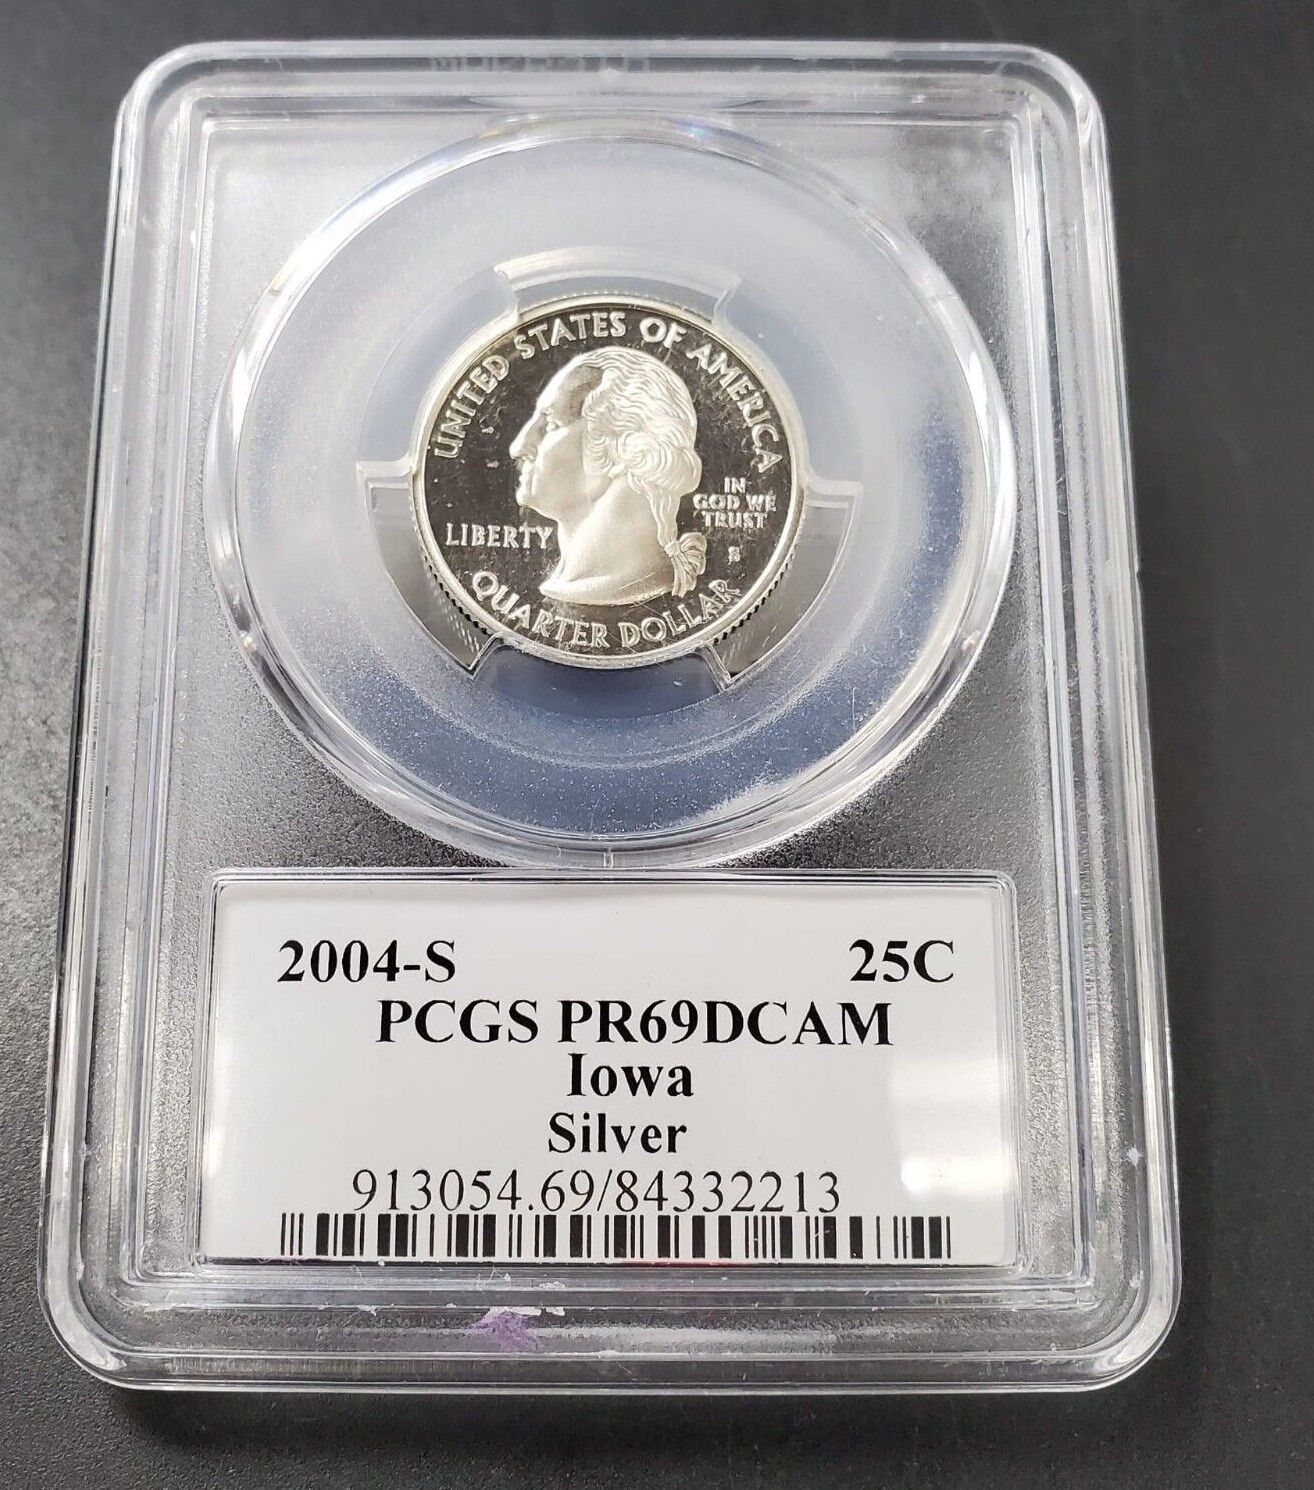 UNITED STATES OF AMERICA
IN
GOD WE
TRUST
LIBERTY
S
QUARTER DOLLAR
2004-S 25C
PCGS PR69DCAM
Iowa
Silver
913054.69/84332213